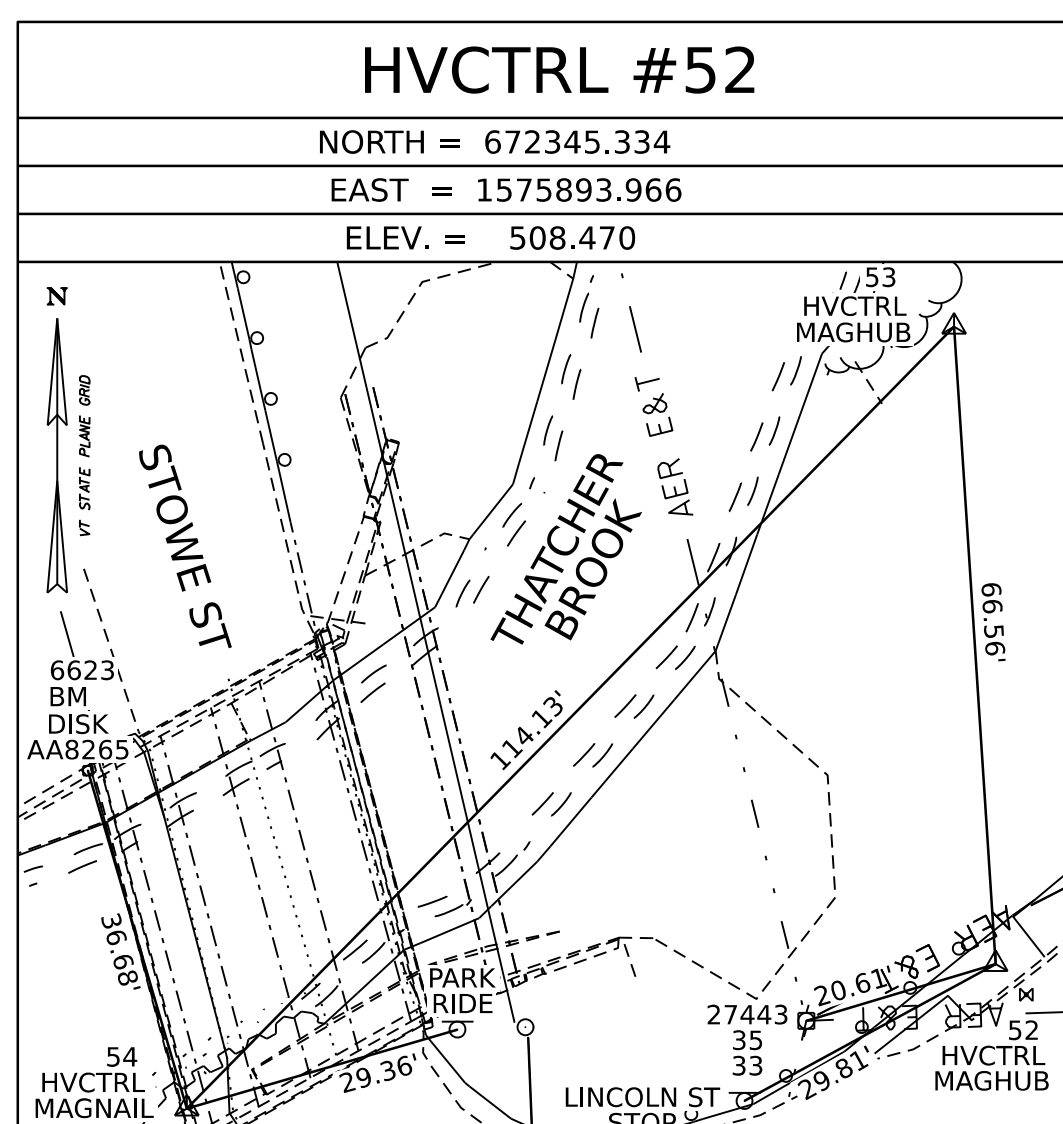 HVCTRL #52
NORTH = 672345.334
EAST = 1575893.966
ELEV. = 508.470
N
VT STATE PLANE GRID
STOWE ST
THATCHER
BROOK
AER E&T
53
HVCTRL
MAGHUB
66.56'
114.13'
6623
BM
DISK
AA8265
36.68'
PARK
RIDE
29.36'
54
HVCTRL
MAGNAIL
AER E&T
20.61'
27443
35
33
AER E&T
52
HVCTRL
MAGHUB
29.81'
LINCOLN ST
STOP